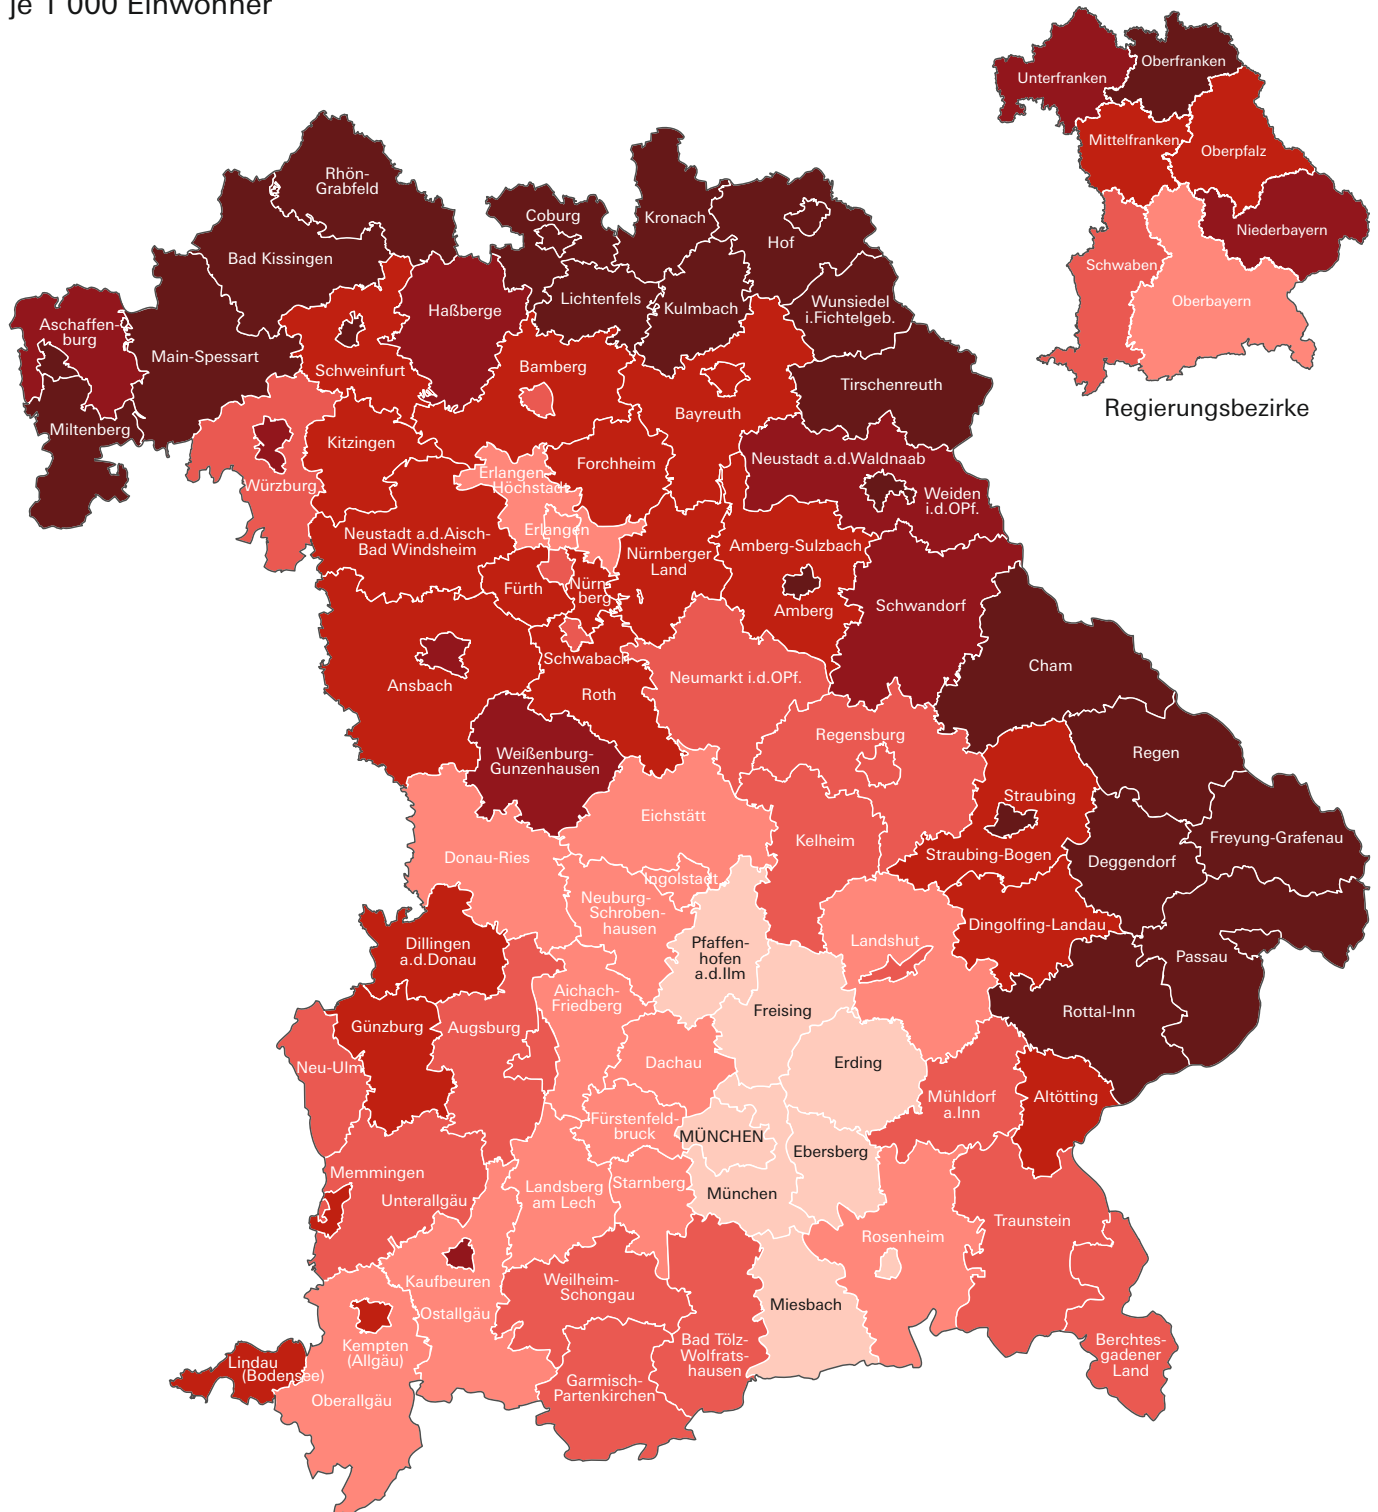 je 1 000 Einwohner
Unterfranken
Oberfranken
Mittelfranken
Oberpfalz
Niederbayern
Schwaben
Oberbayern
Regierungsbezirke
Rhön-
Grabfeld
Coburg
Kronach
Hof
Bad Kissingen
Lichtenfels
Kulmbach
Wunsiedel
i.Fichtelgeb.
Haßberge
Aschaffen-
burg
Main-Spessart
Schweinfurt
Bamberg
Tirschenreuth
Bayreuth
Miltenberg
Kitzingen
Forchheim
Neustadt a.d.Waldnaab
Erlangen-
Höchstadt
Würzburg
Weiden
i.d.OPf.
Erlangen
Neustadt a.d.Aisch-
Bad Windsheim
Nürnberger
Land
Amberg-Sulzbach
Fürth
Nürn-
berg
Amberg
Schwandorf
Schwabach
Cham
Ansbach
Roth
Neumarkt i.d.OPf.
Regensburg
Weißenburg-
Gunzenhausen
Regen
Straubing
Eichstätt
Kelheim
Freyung-Grafenau
Donau-Ries
Straubing-Bogen
Deggendorf
Ingolstadt
Neuburg-
Schroben-
hausen
Dingolfing-Landau
Dillingen
a.d.Donau
Pfaffen-
hofen
a.d.Ilm
Landshut
Passau
Aichach-
Friedberg
Freising
Rottal-Inn
Günzburg
Augsburg
Neu-Ulm
Dachau
Erding
Mühldorf
a.Inn
Altötting
Fürstenfeld-
bruck
MÜNCHEN
Ebersberg
Memmingen
Unterallgäu
Landsberg
am Lech
Starnberg
München
Traunstein
Rosenheim
Kaufbeuren
Weilheim-
Schongau
Ostallgäu
Miesbach
Kempten
(Allgäu)
Bad Tölz-
Wolfrats-
hausen
Berchtes-
gadener
Land
Lindau
(Bodensee)
Garmisch-
Partenkirchen
Oberallgäu